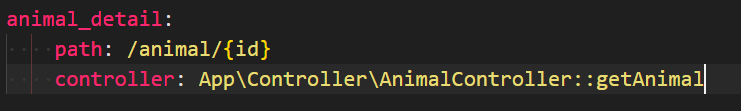 animal_detail:
    path: /animal/{id}
    controller: App\Controller\AnimalController::getAnimal